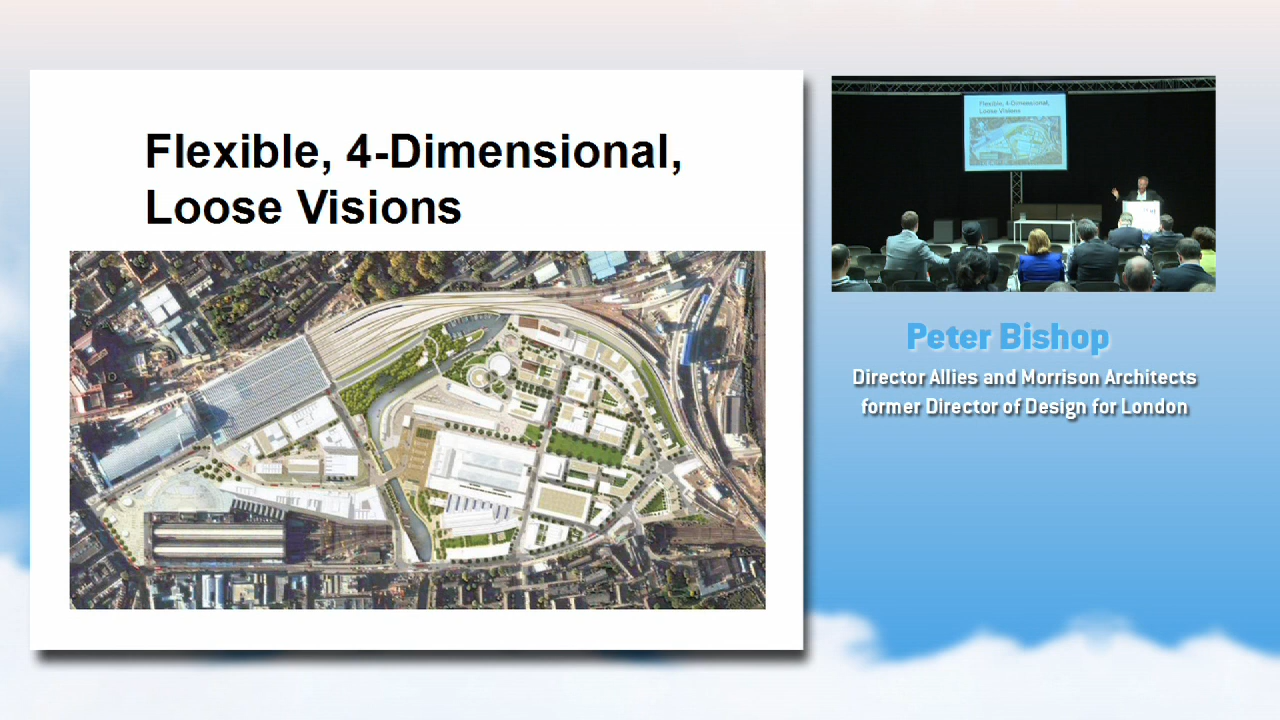 Flexible, 4-Dimensional,
Loose Visions
Flexible, 4-Dimensional,
Loose Visions
Peter Bishop
Director Allies and Morrison Architects
former Director of Design for London